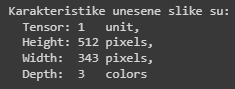 Karakteristike unesene slike su:
Tensor: 1 unit,
Height: 512 pixels,
Width: 343 pixels,
Depth: 3 colors